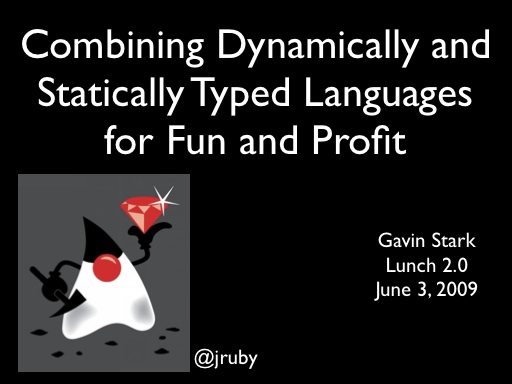 Combining Dynamically and
Statically Typed Languages
for Fun and Profit
Gavin Stark
Lunch 2.0
June 3, 2009
@jruby